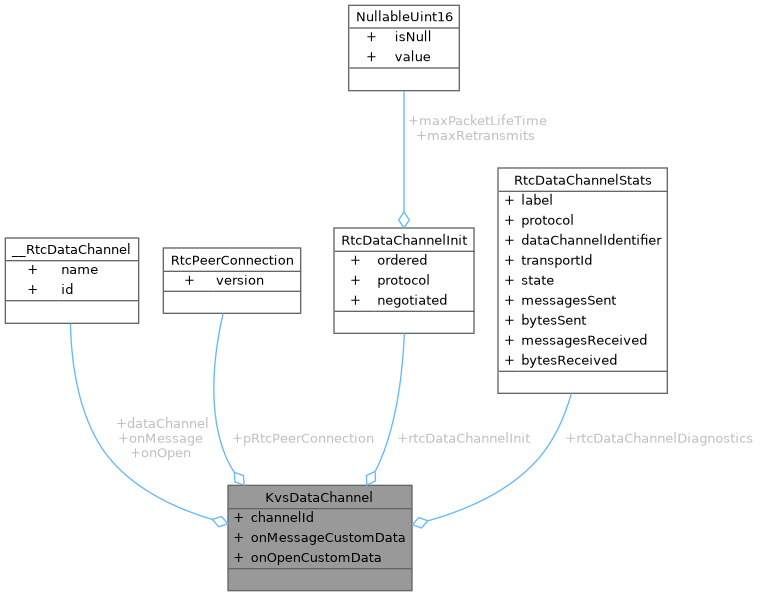 NullableUint16
+ isNull
+ value
+maxPacketLifeTime
+maxRetransmits
RtcDataChannelStats
+ label
+ protocol
+ dataChannelIdentifier
+ transportId
+ state
+ messagesSent
+ bytesSent
+ messagesReceived
+ bytesReceived
__RtcDataChannel
+ name
+ id
RtcPeerConnection
+ version
RtcDataChannelInit
+ ordered
+ protocol
+ negotiated
+dataChannel
+onMessage
+onOpen
+pRtcPeerConnection
+rtcDataChannelInit
+rtcDataChannelDiagnostics
KvsDataChannel
+ channelId
+ onMessageCustomData
+ onOpenCustomData